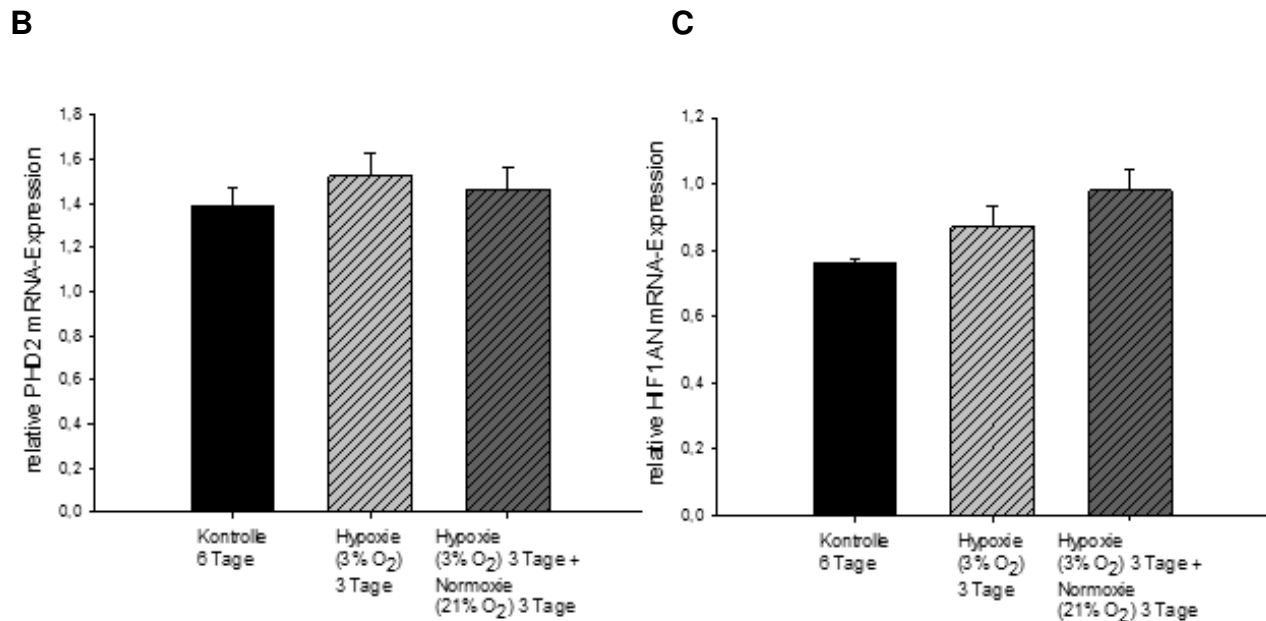 B
C
relative PHD2 mRNA-Expression
1,8
1,6
1,4
1,2
1,0
0,8
0,6
0,4
0,2
0,0
Kontrolle
6 Tage
Hypoxie
(3% O2)
3 Tage
Hypoxie
(3% O2) 3 Tage +
Normoxie
(21% O2) 3 Tage
relative HIF1AN mRNA-Expression
1,2
1,0
0,8
0,6
0,4
0,2
0,0
Kontrolle
6 Tage
Hypoxie
(3% O2)
3 Tage
Hypoxie
(3% O2) 3 Tage +
Normoxie
(21% O2) 3 Tage